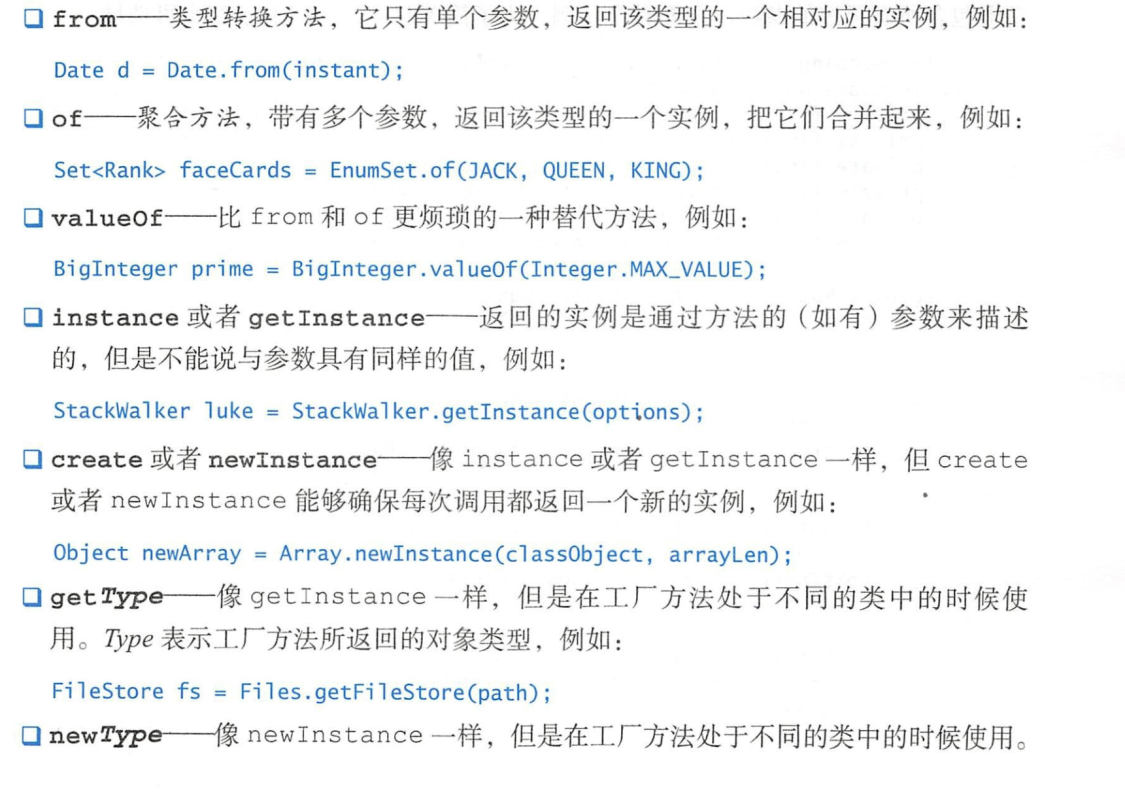 ❑ from——类型转换方法，它只有单个参数，返回该类型的一个相对应的实例，例如：
Date d = Date.from(instant);
❑ of——聚合方法，带有多个参数，返回该类型的一个实例，把它们合并起来，例如：
Set<Rank> faceCards = EnumSet.of(JACK, QUEEN, KING);
❑ valueOf——比 from 和 of 更烦琐的一种替代方法，例如：
BigInteger prime = BigInteger.valueOf(Integer.MAX_VALUE);
❑ instance 或者 getInstance——返回的实例是通过方法的（如有）参数来描述
的，但是不能说与参数具有同样的值，例如：
StackWalker luke = StackWalker.getInstance(options);
❑ create 或者 newInstance——像 instance 或者 getInstance 一样，但 create
或者 newInstance 能够确保每次调用都返回一个新的实例，例如：
Object newArray = Array.newInstance(classObject, arrayLen);
❑ getType——像 getInstance 一样，但是在工厂方法处于不同的类中的时候使
用。Type 表示工厂方法所返回的对象类型，例如：
FileStore fs = Files.getFileStore(path);
❑ newType——像 newInstance 一样，但是在工厂方法处于不同的类中的时候使用。